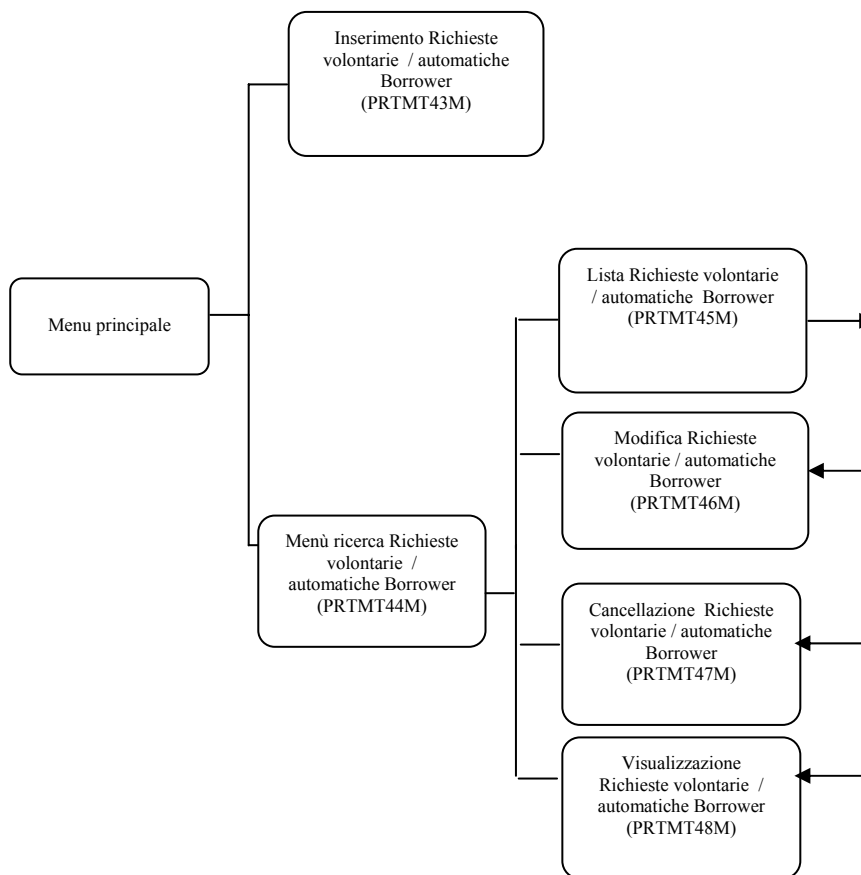 Inserimento Richieste
volontarie / automatiche
Borrower
(PRTMT43M)
Menu principale
Lista Richieste volontarie
/ automatiche Borrower
(PRTMT45M)
Modifica Richieste
volontarie / automatiche
Borrower
(PRTMT46M)
Menù ricerca Richieste
volontarie /
automatiche Borrower
(PRTMT44M)
Cancellazione Richieste
volontarie / automatiche
Borrower
(PRTMT47M)
Visualizzazione
Richieste volontarie /
automatiche Borrower
(PRTMT48M)